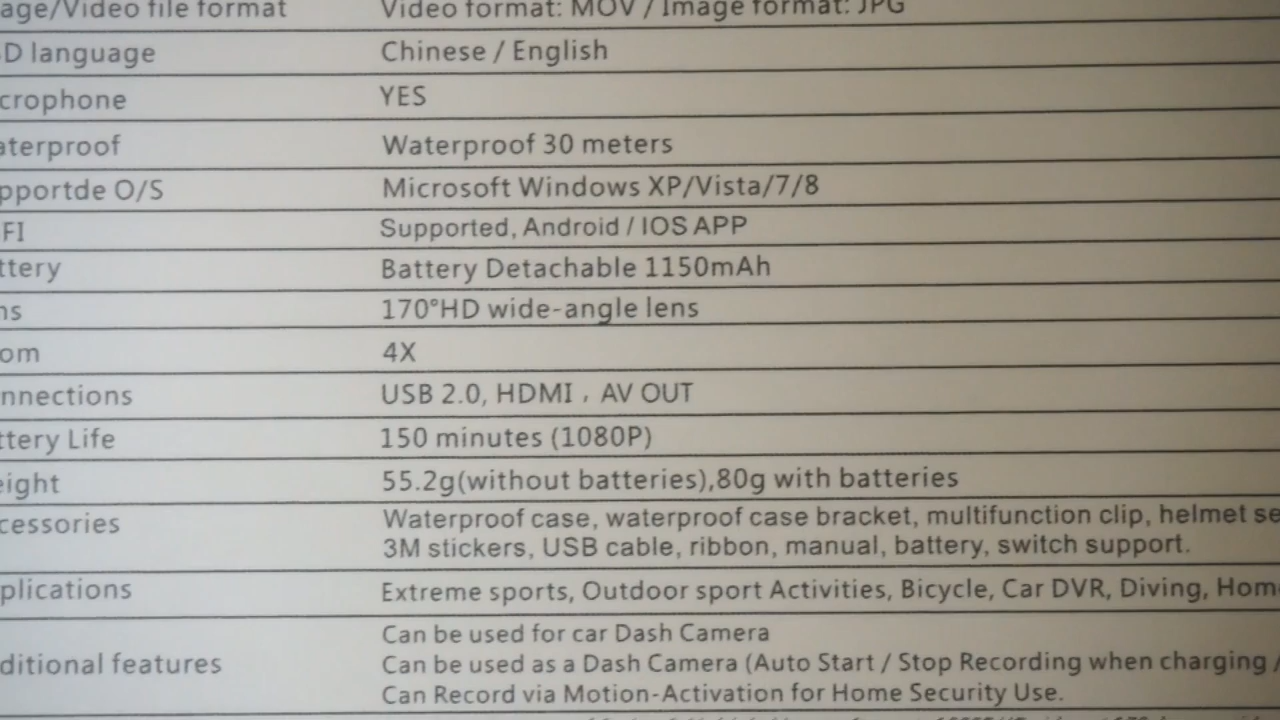 age/Video file format Video format: MOV / Image format: JPG
D language Chinese / English
crophone YES
aterproof Waterproof 30 meters
pportde O/S Microsoft Windows XP/Vista/7/8
FI Supported, Android / IOS APP
ttery Battery Detachable 1150mAh
ns 170°HD wide-angle lens
om 4X
nnections USB 2.0, HDMI , AV OUT
ttery Life 150 minutes (1080P)
eight 55.2g(without batteries),80g with batteries
cessories Waterproof case, waterproof case bracket, multifunction clip, helmet se
3M stickers, USB cable, ribbon, manual, battery, switch support.
plications Extreme sports, Outdoor sport Activities, Bicycle, Car DVR, Diving, Hom
Can be used for car Dash Camera
ditional features Can be used as a Dash Camera (Auto Start / Stop Recording when charging /
Can Record via Motion-Activation for Home Security Use.